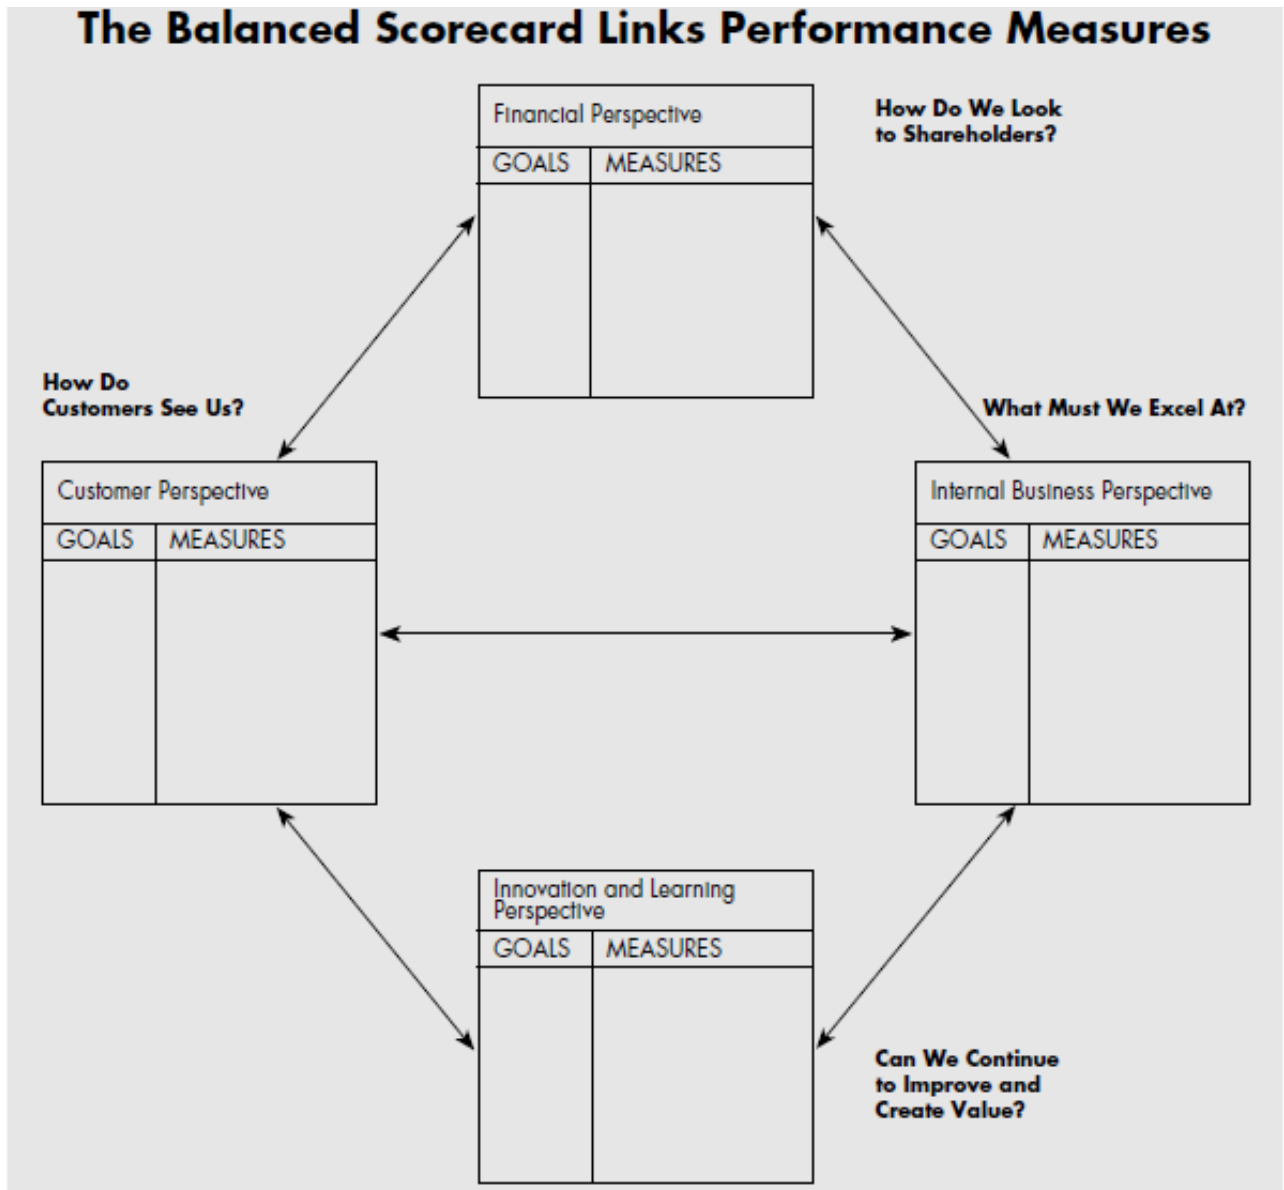 The Balanced Scorecard Links Performance Measures
Financial Perspective
GOALS MEASURES
How Do We Look
to Shareholders?
How Do
Customers See Us?
Customer Perspective
GOALS MEASURES
What Must We Excel At?
Internal Business Perspective
GOALS MEASURES
Innovation and Learning
Perspective
GOALS MEASURES
Can We Continue
to Improve and
Create Value?